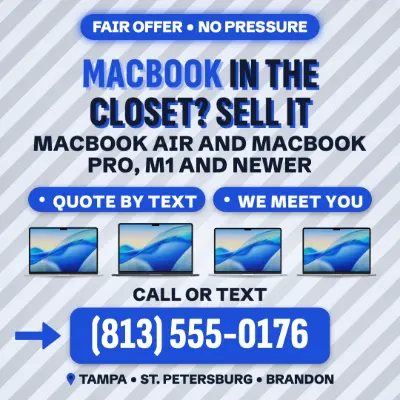 FAIR OFFER • NO PRESSURE
MACBOOK IN THE
CLOSET? SELL IT
MACBOOK AIR AND MACBOOK
PRO, M1 AND NEWER
• QUOTE BY TEXT
• WE MEET YOU
CALL OR TEXT
(813) 555-0176
TAMPA • ST. PETERSBURG • BRANDON